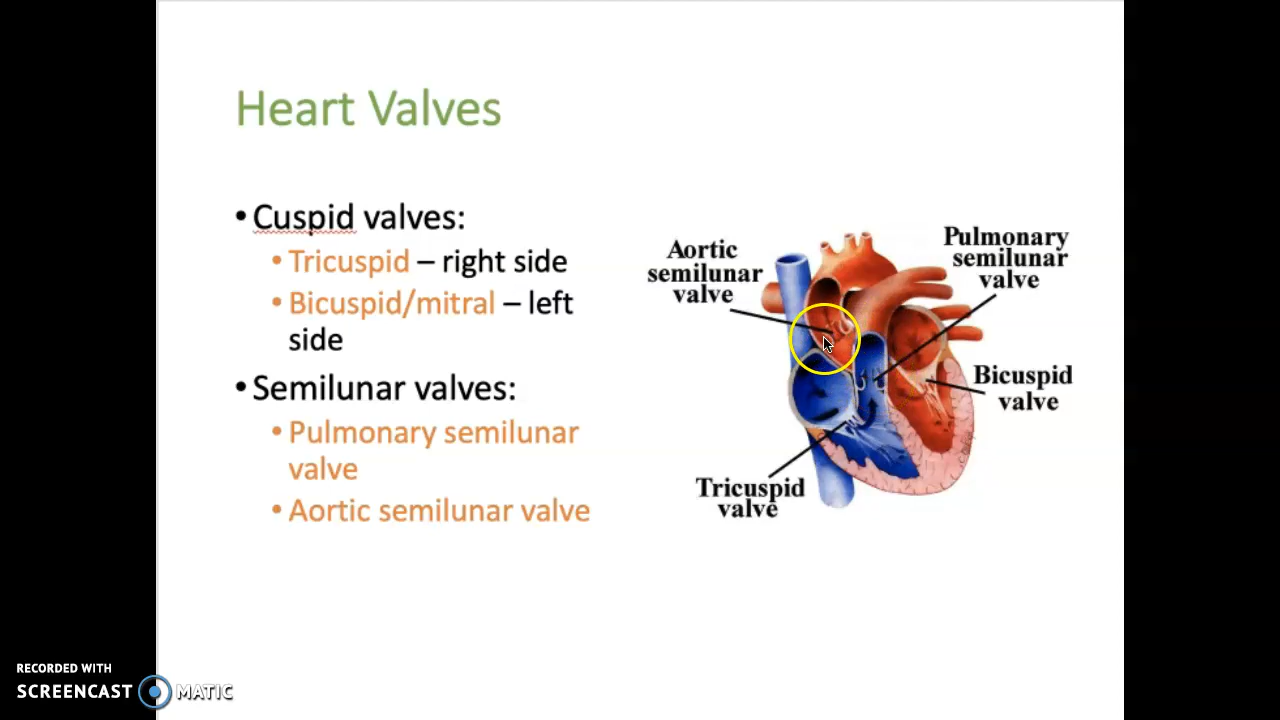 Heart Valves
• Cuspid valves:
• Tricuspid – right side
• Bicuspid/mitral – left
side
• Semilunar valves:
• Pulmonary semilunar
valve
• Aortic semilunar valve
Aortic
semilunar
valve
Pulmonary
semilunar
valve
Bicuspid
valve
Tricuspid
valve
RECORDED WITH
SCREENCAST MATIC